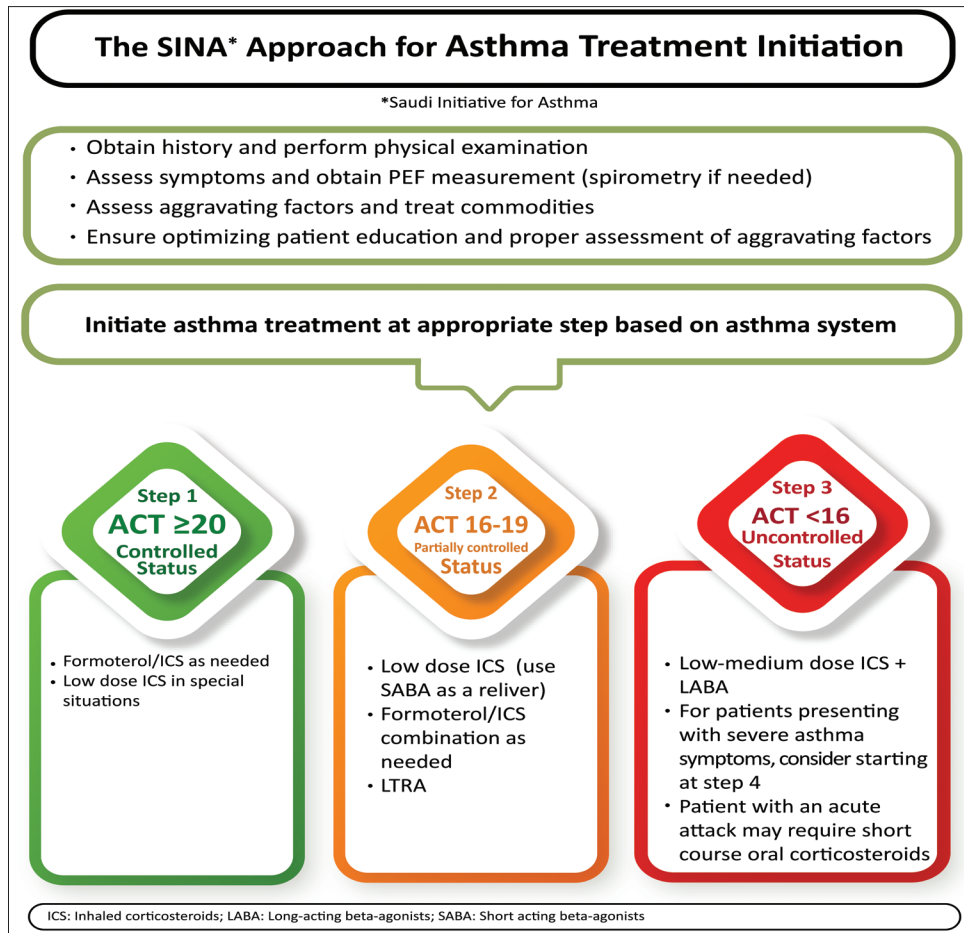 The SINA* Approach for Asthma Treatment Initiation
*Saudi Initiative for Asthma
• Obtain history and perform physical examination
• Assess symptoms and obtain PEF measurement (spirometry if needed)
• Assess aggravating factors and treat commodities
• Ensure optimizing patient education and proper assessment of aggravating factors
Initiate asthma treatment at appropriate step based on asthma system
Step 1
ACT ≥20
Controlled
Status
• Formoterol/ICS as needed
• Low dose ICS in special
situations
Step 2
ACT 16-19
Partially controlled
Status
• Low dose ICS (use
SABA as a reliver)
• Formoterol/ICS
combination as
needed
• LTRA
Step 3
ACT <16
Uncontrolled
Status
• Low-medium dose ICS +
LABA
• For patients presenting
with severe asthma
symptoms, consider starting
at step 4
• Patient with an acute
attack may require short
course oral corticosteroids
ICS: Inhaled corticosteroids; LABA: Long-acting beta-agonists; SABA: Short acting beta-agonists